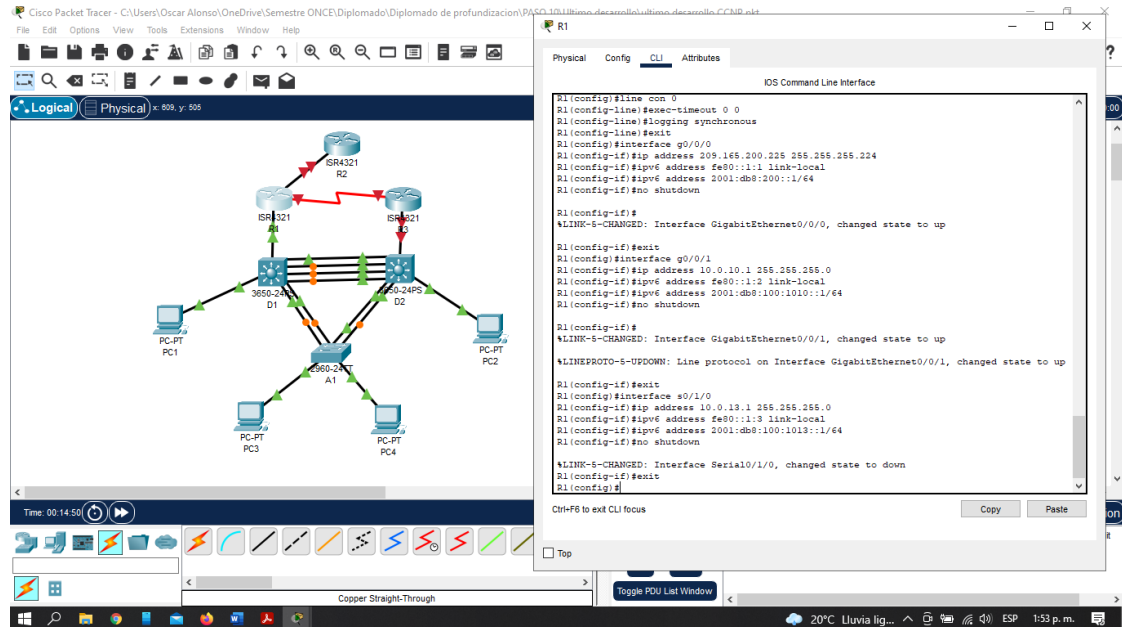 Cisco Packet Tracer - C:\Users\Oscar Alonso\OneDrive\Semestre ONCE\Diplomado\Diplomado de profundizacion\PASO 10\Ultimo desarrollo\ultimo desarrollo CCNP.pkt
File Edit Options View Tools Extensions Window Help
Logical Physical x: 609, y: 505
ISR4321
R2
ISR4321
R1
ISR4321
R3
3650-24PS
D1
3650-24PS
D2
PC-PT
PC1
PC-PT
PC2
2960-24TT
A1
PC-PT
PC3
PC-PT
PC4
Time: 00:14:50
Copper Straight-Through
R1
Physical Config CLI Attributes
IOS Command Line Interface
R1(config)#line con 0
R1(config-line)#exec-timeout 0 0
R1(config-line)#logging synchronous
R1(config-line)#exit
R1(config)#interface g0/0/0
R1(config-if)#ip address 209.165.200.225 255.255.255.224
R1(config-if)#ipv6 address fe80::1:1 link-local
R1(config-if)#ipv6 address 2001:db8:200::1/64
R1(config-if)#no shutdown
R1(config-if)#
%LINK-5-CHANGED: Interface GigabitEthernet0/0/0, changed state to up
R1(config-if)#exit
R1(config)#interface g0/0/1
R1(config-if)#ip address 10.0.10.1 255.255.255.0
R1(config-if)#ipv6 address fe80::1:2 link-local
R1(config-if)#ipv6 address 2001:db8:100:1010::1/64
R1(config-if)#no shutdown
R1(config-if)#
%LINK-5-CHANGED: Interface GigabitEthernet0/0/1, changed state to up
%LINEPROTO-5-UPDOWN: Line protocol on Interface GigabitEthernet0/0/1, changed state to up
R1(config-if)#exit
R1(config)#interface s0/1/0
R1(config-if)#ip address 10.0.13.1 255.255.255.0
R1(config-if)#ipv6 address fe80::1:3 link-local
R1(config-if)#ipv6 address 2001:db8:100:1013::1/64
R1(config-if)#no shutdown
%LINK-5-CHANGED: Interface Serial0/1/0, changed state to down
R1(config-if)#exit
R1(config)#
Ctrl+F6 to exit CLI focus
Copy Paste
Top
Toggle PDU List Window
20°C Lluvia lig... ESP 1:53 p. m.